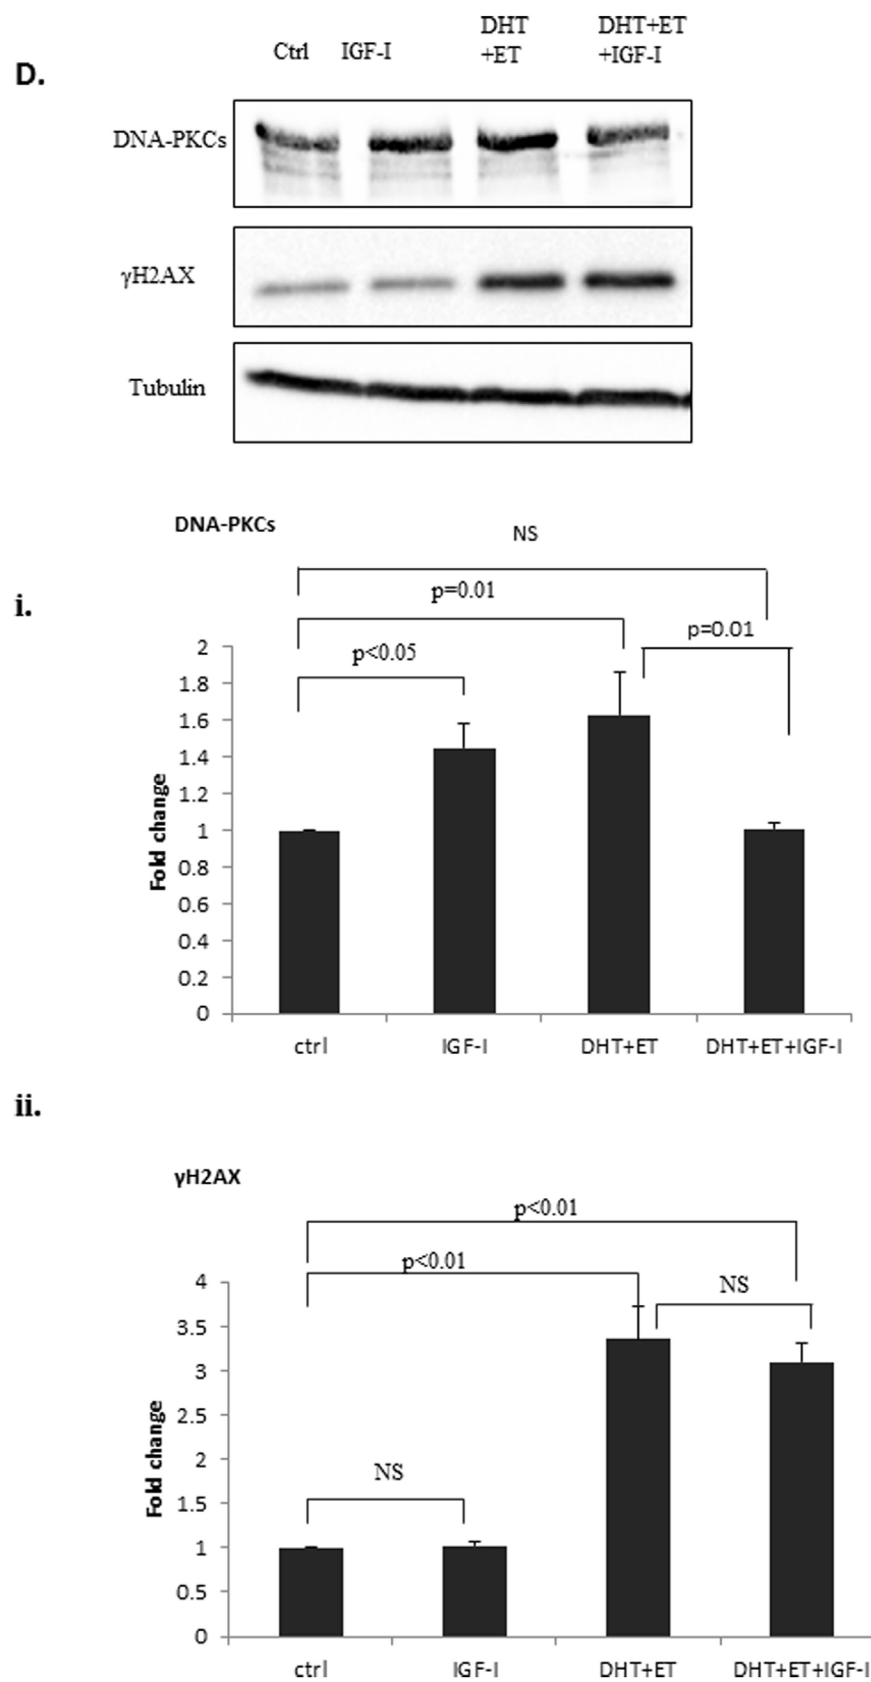 D.
Ctrl IGF-I DHT +ET DHT+ET +IGF-I
DNA-PKCs
γH2AX
Tubulin
i.
DNA-PKCs
NS
p=0.01
p=0.01
p<0.05
Fold change
2
1.8
1.6
1.4
1.2
1
0.8
0.6
0.4
0.2
0
ctrl IGF-I DHT+ET DHT+ET+IGF-I
ii.
γH2AX
p<0.01
p<0.01
NS
NS
Fold change
4
3.5
3
2.5
2
1.5
1
0.5
0
ctrl IGF-I DHT+ET DHT+ET+IGF-I